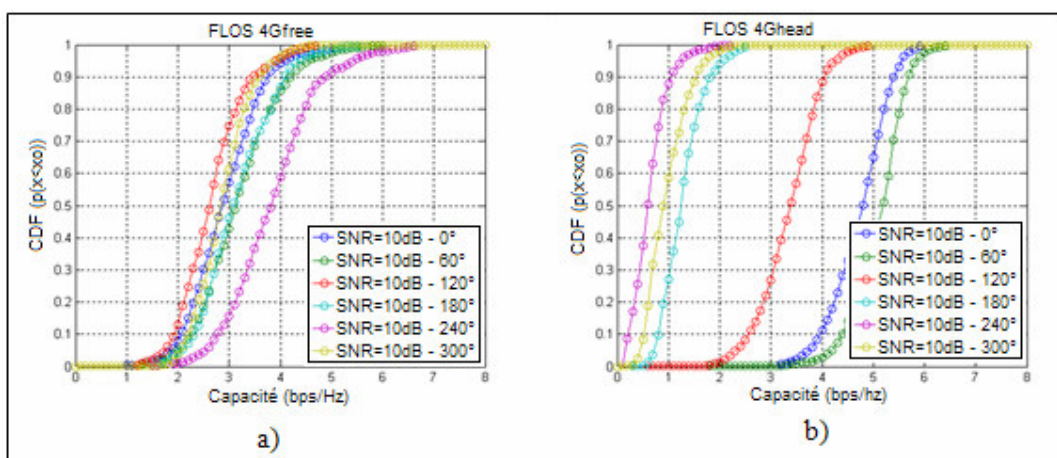 FLOS 4Gfree
1
0.9
0.8
0.7
0.6
0.5
0.4
0.3
0.2
0.1
0
CDF (p(x<xo))
SNR=10dB - 0°
SNR=10dB - 60°
SNR=10dB - 120°
SNR=10dB - 180°
SNR=10dB - 240°
SNR=10dB - 300°
0 1 2 3 4 5 6 7 8
Capacité (bps/Hz)
a)
FLOS 4Ghead
1
0.9
0.8
0.7
0.6
0.5
0.4
0.3
0.2
0.1
0
CDF (p(x<xo))
SNR=10dB - 0°
SNR=10dB - 60°
SNR=10dB - 120°
SNR=10dB - 180°
SNR=10dB - 240°
SNR=10dB - 300°
0 1 2 3 4 5 6 7 8
Capacité (bps/hz)
b)